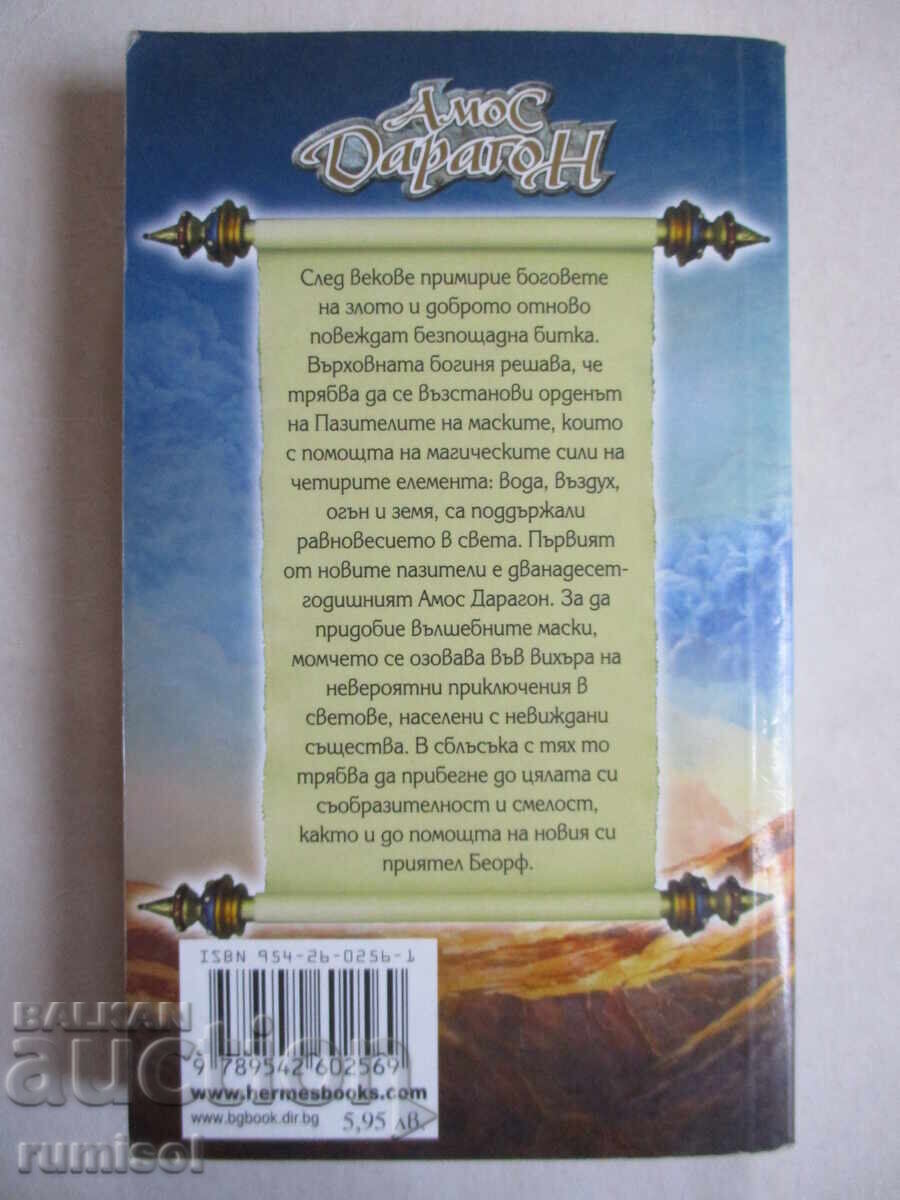 Амос
Дарагон
След векове примирие боговете
на злото и доброто отново
повеждат безпощадна битка.
Върховната богиня решава, че
трябва да се възстанови орденът
на Пазителите на маските, които
с помощта на магическите сили на
четирите елемента: вода, въздух,
огън и земя, са поддържали
равновесието в света. Първият
от новите пазители е дванадесет-
годишният Амос Дарагон. За да
придобие вълшебните маски,
момчето се озовава във вихъра на
невероятни приключения в
светове, населени с невиждани
същества. В сблъсъка с тях то
трябва да прибегне до цялата си
съобразителност и смелост,
както и до помощта на новия си
приятел Беорф.
ISBN 954-26-0256-1
9 789542 602569
www.hermesbooks.com
www.bgbook.dir.bg 5,95 лв.
BALKAN
auction
rumisol